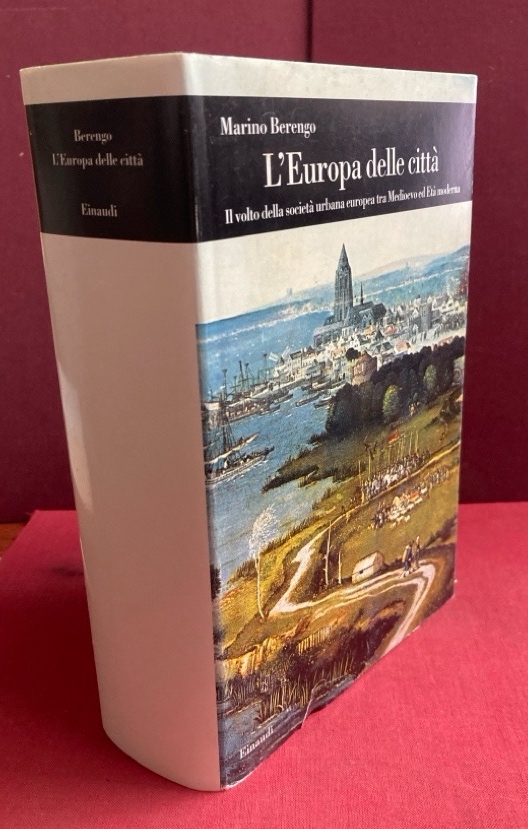 Berengo
L'Europa delle città
Einaudi
Marino Berengo
L'Europa delle città
Il volto della società urbana europea tra Medioevo ed Età moderna
Einaudi